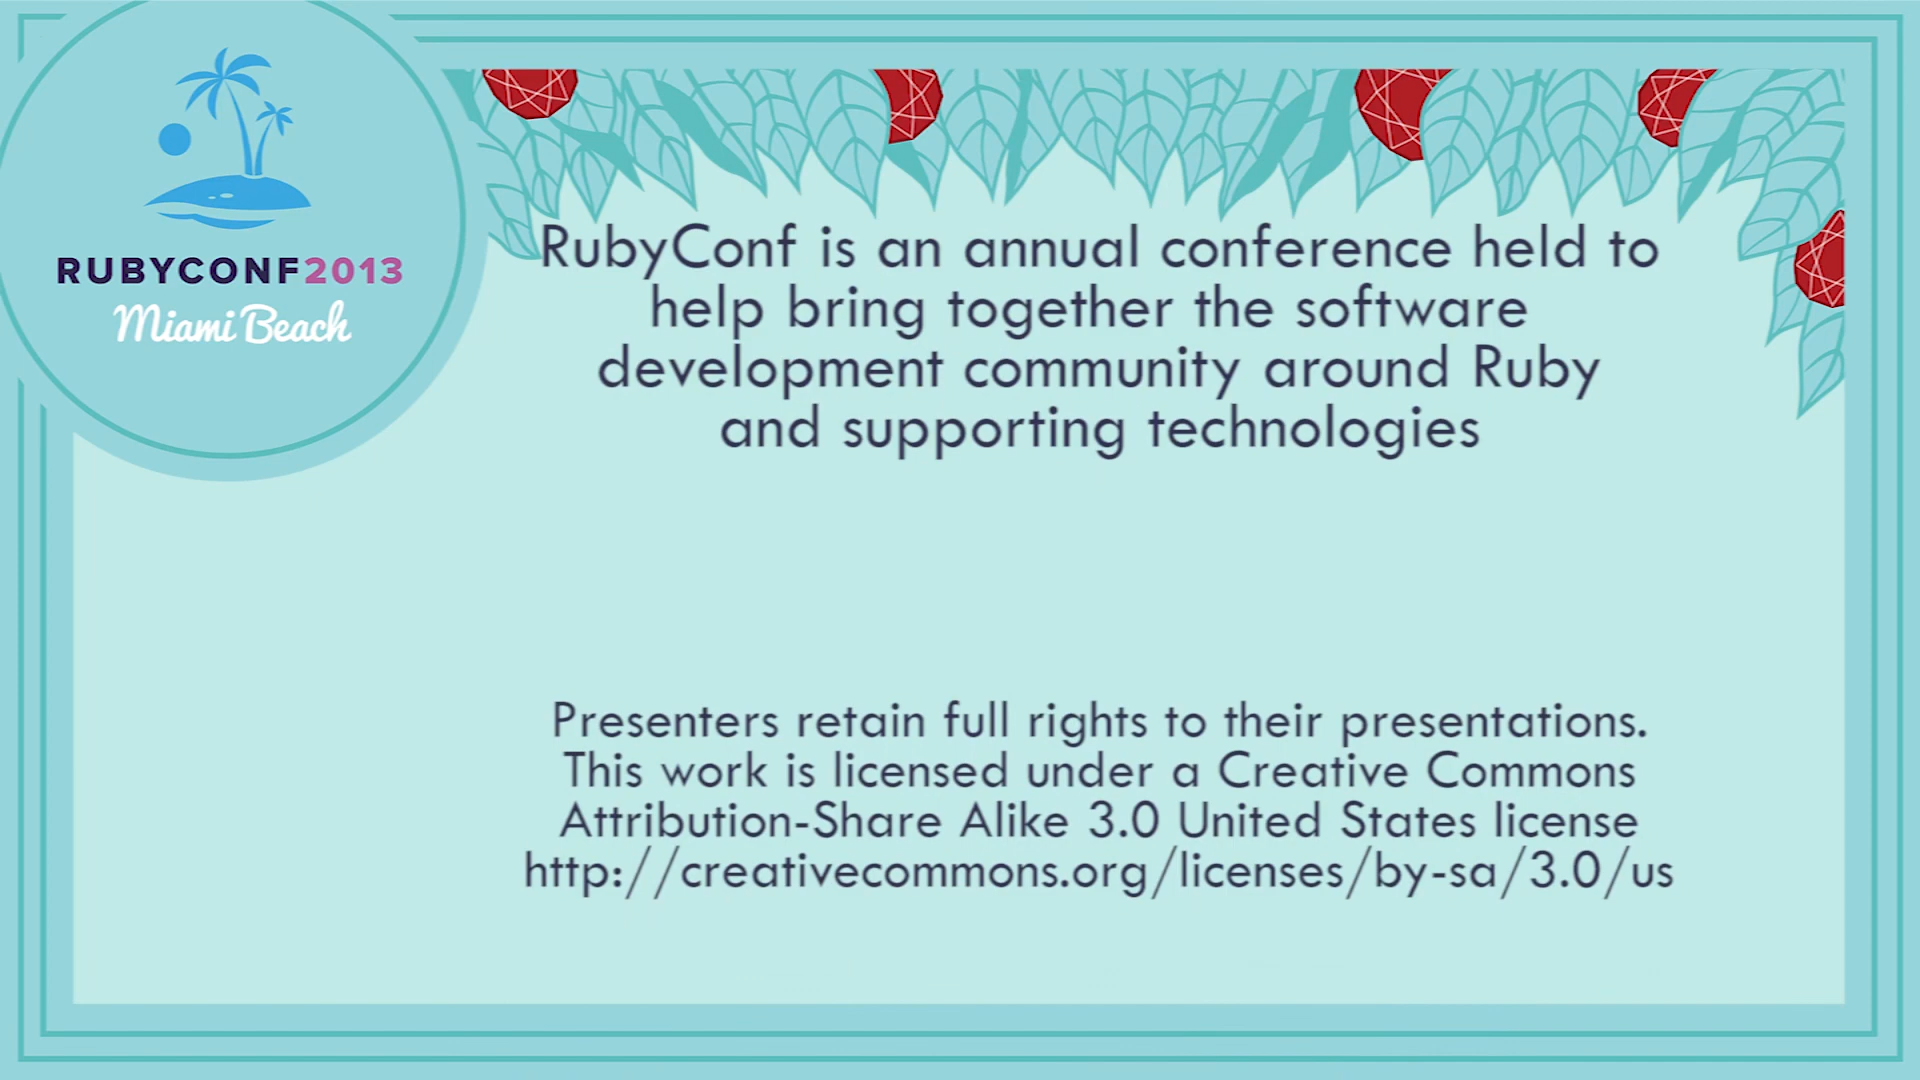 RUBYCONF2013
Miami Beach
RubyConf is an annual conference held to
help bring together the software
development community around Ruby
and supporting technologies
Presenters retain full rights to their presentations.
This work is licensed under a Creative Commons
Attribution-Share Alike 3.0 United States license
http://creativecommons.org/licenses/by-sa/3.0/us